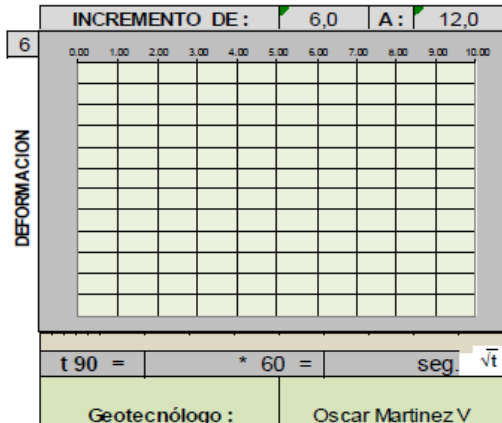 INCREMENTO DE: 6,0 A: 12,0
6
0.00 1.00 2.00 3.00 4.00 5.00 6.00 7.00 8.00 9.00 10.00
DEFORMACION
t 90 = * 60 = seg. √t
Geotecnólogo : Oscar Martinez V